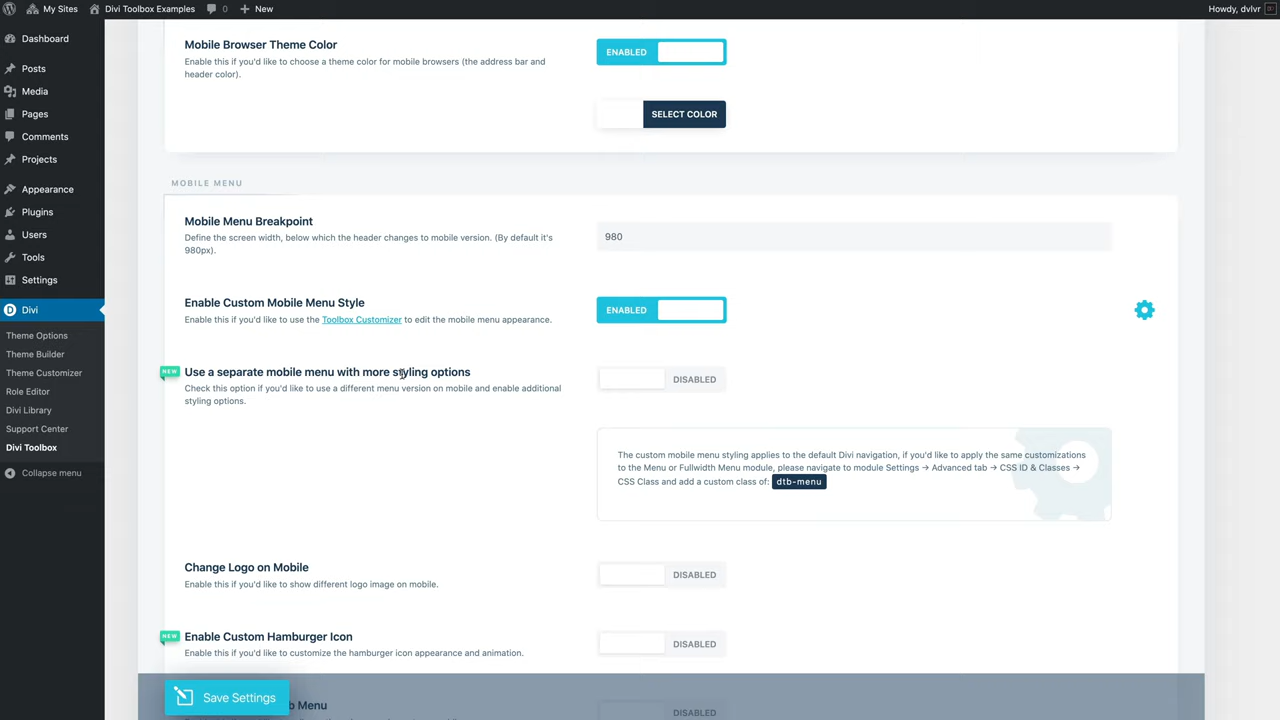 My Sites
Divi Toolbox Examples
0
New
Howdy, dvlvr
Dashboard
Posts
Media
Pages
Comments
Projects
Appearance
Plugins
Users
Tools
Settings
Divi
Theme Options
Theme Builder
Theme Customizer
Role Editor
Divi Library
Support Center
Divi Toolbox
Collapse menu
Mobile Browser Theme Color
Enable this if you'd like to choose a theme color for mobile browsers (the address bar and
header color).
ENABLED
SELECT COLOR
MOBILE MENU
Mobile Menu Breakpoint
Define the screen width, below which the header changes to mobile version. (By default it's
980px).
980
Enable Custom Mobile Menu Style
Enable this if you'd like to use the Toolbox Customizer to edit the mobile menu appearance.
ENABLED
NEW
Use a separate mobile menu with more styling options
Check this option if you'd like to use a different menu version on mobile and enable additional
styling options.
DISABLED
The custom mobile menu styling applies to the default Divi navigation, if you'd like to apply the same customizations
to the Menu or Fullwidth Menu module, please navigate to module Settings → Advanced tab → CSS ID & Classes →
CSS Class and add a custom class of: dtb-menu
Change Logo on Mobile
Enable this if you'd like to show different logo image on mobile.
DISABLED
NEW
Enable Custom Hamburger Icon
Enable this if you'd like to customize the hamburger icon appearance and animation.
DISABLED
Save Settings
Menu
DISABLED